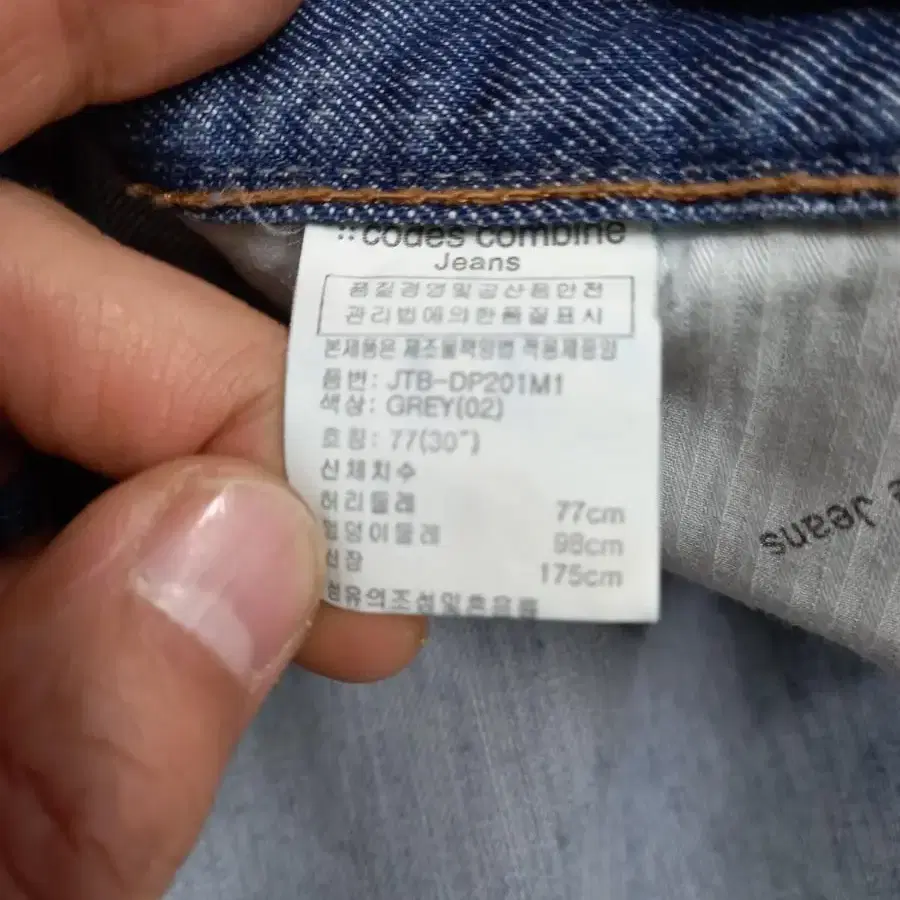 :: codes combine
Jeans
품질경영및공산품안전
관리법에의한품질표시
본제품은 제조물책임법 적용제품임
품번: JTB-DP201M1
색상: GREY(02)
호칭: 77(30")
신체치수
허리둘레 77cm
엉덩이둘레 98cm
신장 175cm
섬유의조성및혼용률
Jeans